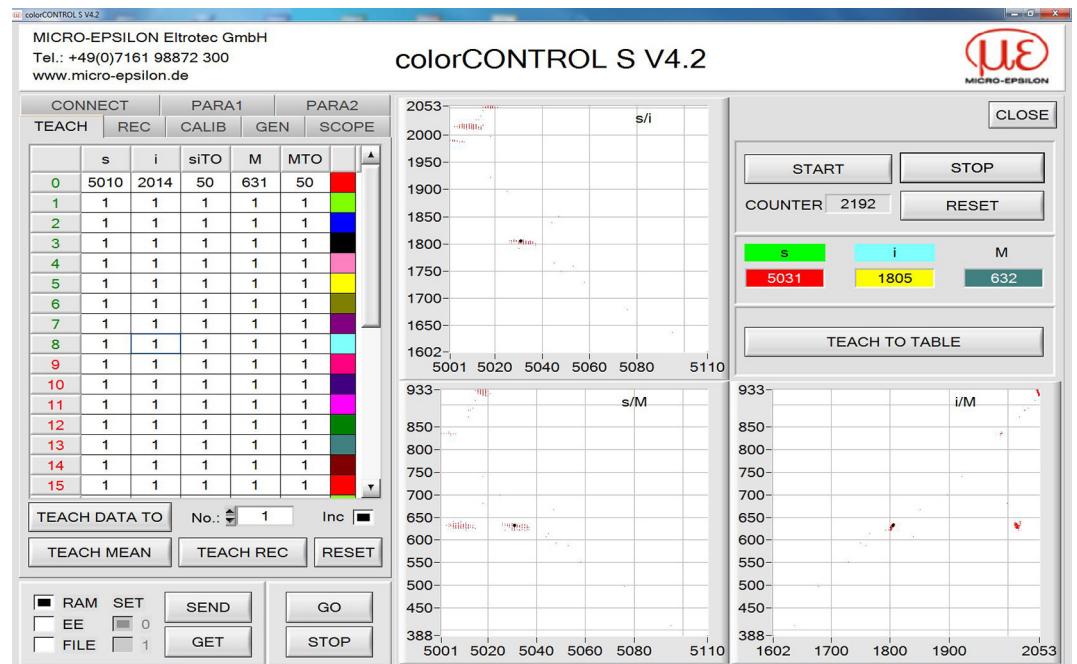 colorCONTROL S V4.2
MICRO-EPSILON Eltrotec GmbH
Tel.: +49(0)7161 98872 300
www.micro-epsilon.de
colorCONTROL S V4.2
με
MICRO-EPSILON
CONNECT PARA1 PARA2
TEACH REC CALIB GEN SCOPE
s i siTO M MTO
0 5010 2014 50 631 50
1 1 1 1 1 1
2 1 1 1 1 1
3 1 1 1 1 1
4 1 1 1 1 1
5 1 1 1 1 1
6 1 1 1 1 1
7 1 1 1 1 1
8 1 1 1 1 1
9 1 1 1 1 1
10 1 1 1 1 1
11 1 1 1 1 1
12 1 1 1 1 1
13 1 1 1 1 1
14 1 1 1 1 1
15 1 1 1 1 1
TEACH DATA TO No.: 1 Inc
TEACH MEAN TEACH REC RESET
RAM SET SEND GO
EE 0
FILE 1 GET STOP
s/i
2053
2000
1950
1900
1850
1800
1750
1700
1650
1602
5001 5020 5040 5060 5080 5110
s/M
933
850
800
750
700
650
600
550
500
450
388
5001 5020 5040 5060 5080 5110
CLOSE
START STOP
COUNTER 2192 RESET
s i M
5031 1805 632
TEACH TO TABLE
i/M
933
850
800
750
700
650
600
550
500
450
388
1602 1700 1800 1900 2053